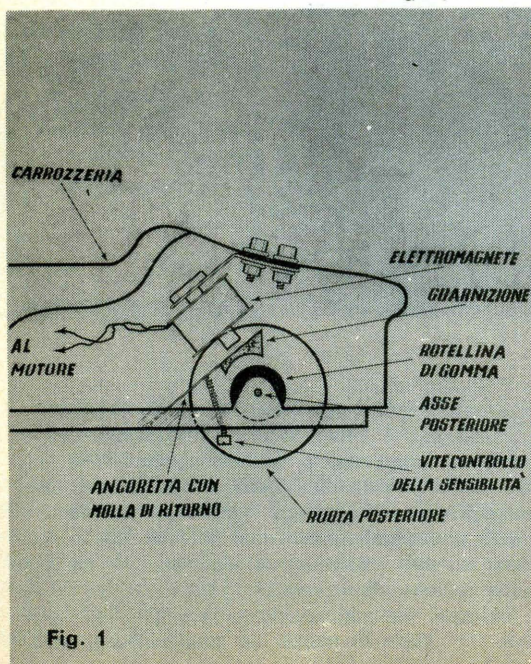 CARROZZERIA
ELETTROMAGNETE
GUARNIZIONE
AL
MOTORE
ROTELLINA
DI GOMMA
ASSE
POSTERIORE
VITE CONTROLLO
DELLA SENSIBILITÀ
ANCORETTA CON
MOLLA DI RITORNO
RUOTA POSTERIORE
Fig. 1